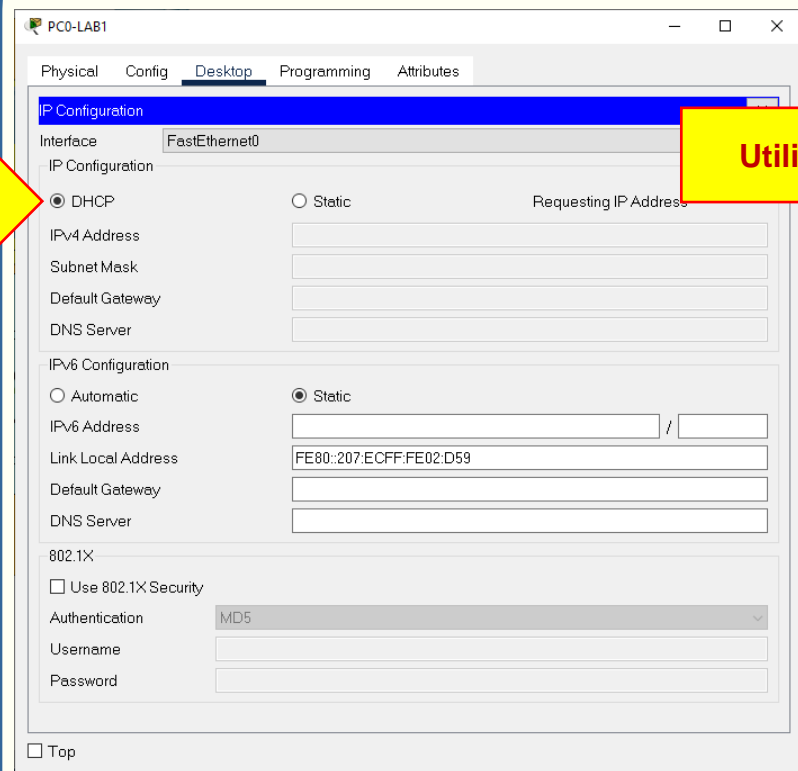 PC0-LAB1
Physical Config Desktop Programming Attributes
IP Configuration
Interface FastEthernet0
IP Configuration
DHCP Static Requesting IP Address
IPv4 Address
Subnet Mask
Default Gateway
DNS Server
IPv6 Configuration
Automatic Static
IPv6 Address /
Link Local Address FE80::207:ECFF:FE02:D59
Default Gateway
DNS Server
802.1X
Use 802.1X Security
Authentication MD5
Username
Password
Top